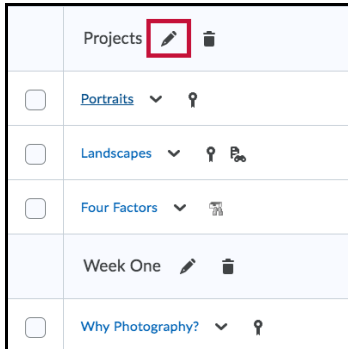 Projects
Portraits
Landscapes
Four Factors
Week One
Why Photography?